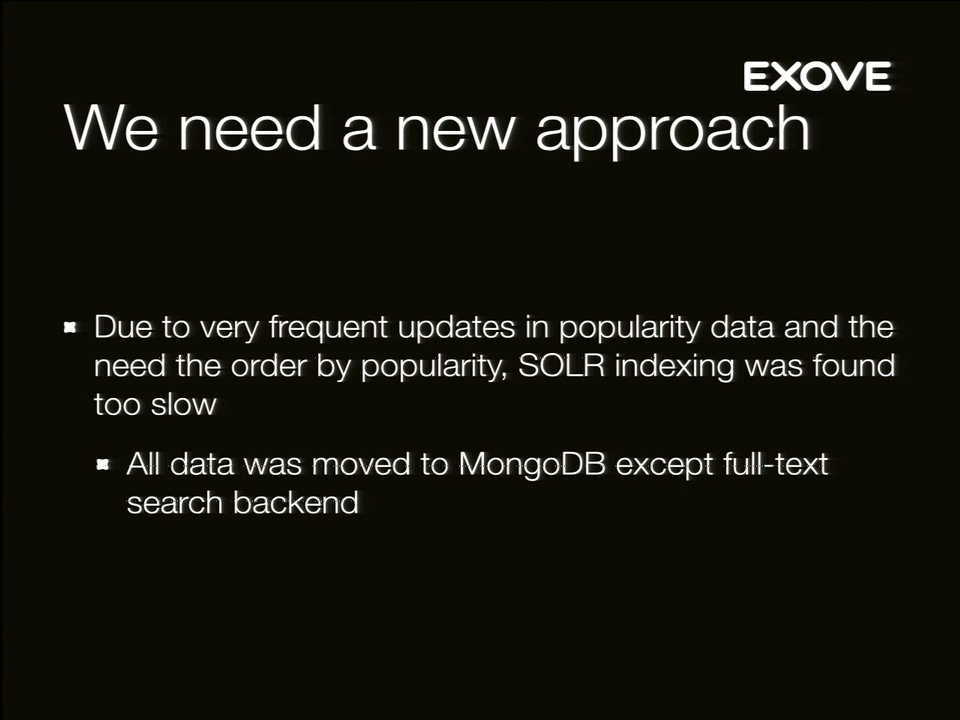 EXOVE
We need a new approach
Due to very frequent updates in popularity data and the
need the order by popularity, SOLR indexing was found
too slow
All data was moved to MongoDB except full-text
search backend